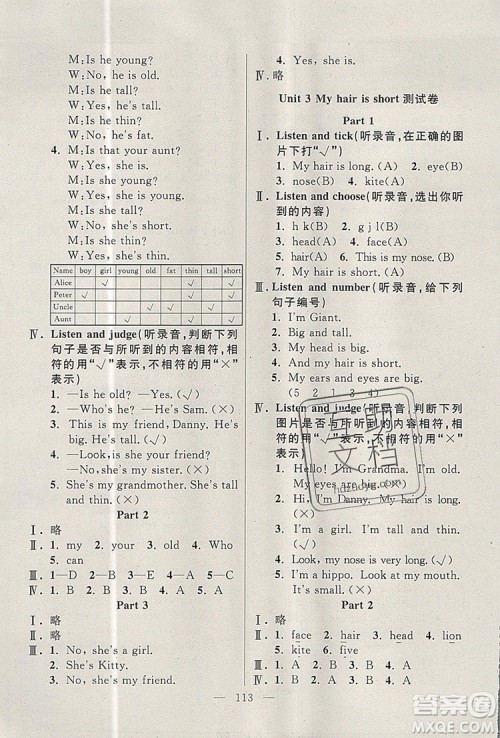 M:Is he young?
W:No, he is old.
M:Is he tall?
W:Yes, he's tall.
M:Is he fat?
W:No, he's fat.
4. M:Is that your aunt?
W:Yes, she is.
M:Is she young?
W:Yes, she is young.
M:Is she short?
W:No, she's tall.
M:Is she thin?
W:Yes, she's thin.
Name boy girl young old fat thin tall short
Alice √ √ √
Peter √
Uncle √ √
Aunt √ √ √
Ⅳ. Listen and judge(听录音,判断下列
句子是否与所听到的内容相符,相
符的用“√”表示,不相符的用“×”
表示)
1. —Is he old? —Yes.(×)
2. —Who's he? —He's Sam.(×)
3. This is my friend, Danny. He's
big. He's tall.(×)
4. —Look,is she your friend?
—No,she's my sister.(×)
5. She's my grandmother. She's tall
and thin.(×)
Part 2
Ⅰ. 略
Ⅱ. 1. my 2. your 3. old 4. Who
5. can
Ⅲ. 1—D 2—E 3—B 4—A 5—C
Ⅳ. 1. B 2. B 3. B 4. A 5. A
Part 3
Ⅰ. 略
Ⅱ. 略
Ⅲ. 1. No, she's a girl.
2. She's Kitty.
3. No, she's my friend.
4. Yes, she is.
Ⅳ. 略
Unit 3 My hair is short 测试卷
Part 1
Ⅰ. Listen and tick(听录音,在正确的图
片下打“√”)
1. My hair is long.(A) 2. eye(B)
3. nose(B) 4. kite(A)
Ⅱ. Listen and choose(听录音,选出你听
到的内容)
1. h k(B) 2. g j l(B)
3. head(A) 4. face(A)
5. hair(A) 6. This is my nose.(A)
Ⅲ. Listen and number(听录音,给下列
句子编号)
1. I'm Giant.
2. Big and tall.
3. My head is big.
4. My face is big.
5. My ears and eyes are big.
(5 2 1 3 4)
Ⅳ. Listen and judge(听录音,判断下列
图片是否与所听到的内容相
符,相符的用“√”表示,不相符的用“×”
表示)
1. Hello! I'm Grandma. I'm old.
My eyes are big.
2. Hi, I'm Danny. I'm
3. I'm a girl. I'm tall and thin.
(√)
4. Look, my nose is very long.(√)
5. I'm a hippo. Look at my mouth.
It's small.(×)
Part 2
Ⅰ. 略
Ⅱ. 1. face 2. hair 3. head 4. eye
5. kite 6. five
Ⅲ. 1. A 2. B 3. B 4. A
Ⅳ. 1. B 2. A 3. B 4. B 5. A
113
百聊文档
hdzhedyw.com
答案圈